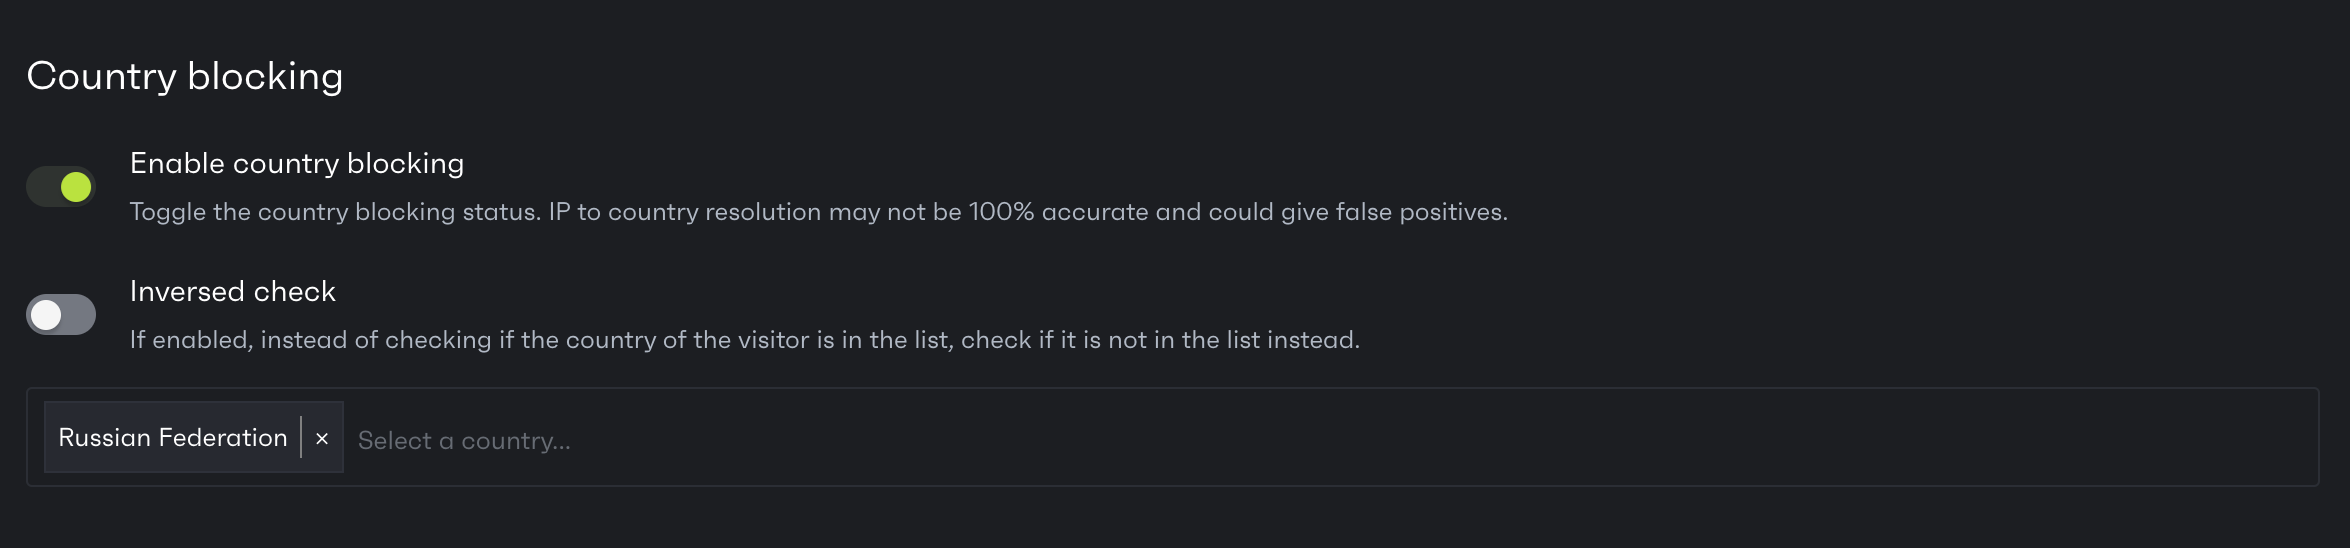 Country blocking
Enable country blocking
Toggle the country blocking status. IP to country resolution may not be 100% accurate and could give false positives.
Inversed check
If enabled, instead of checking if the country of the visitor is in the list, check if it is not in the list instead.
Russian Federation × Select a country...